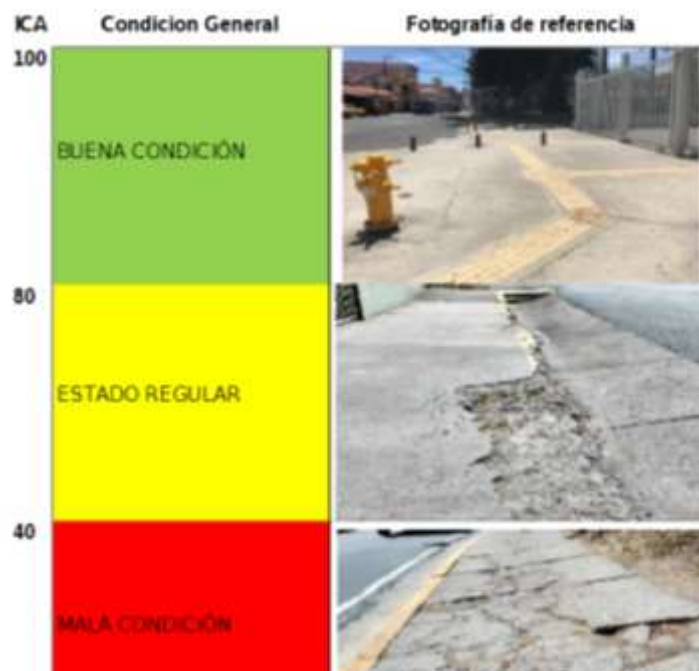 ICA Condicion General Fotografía de referencia
100
BUENA CONDICIÓN
80
ESTADO REGULAR
40
MALA CONDICIÓN